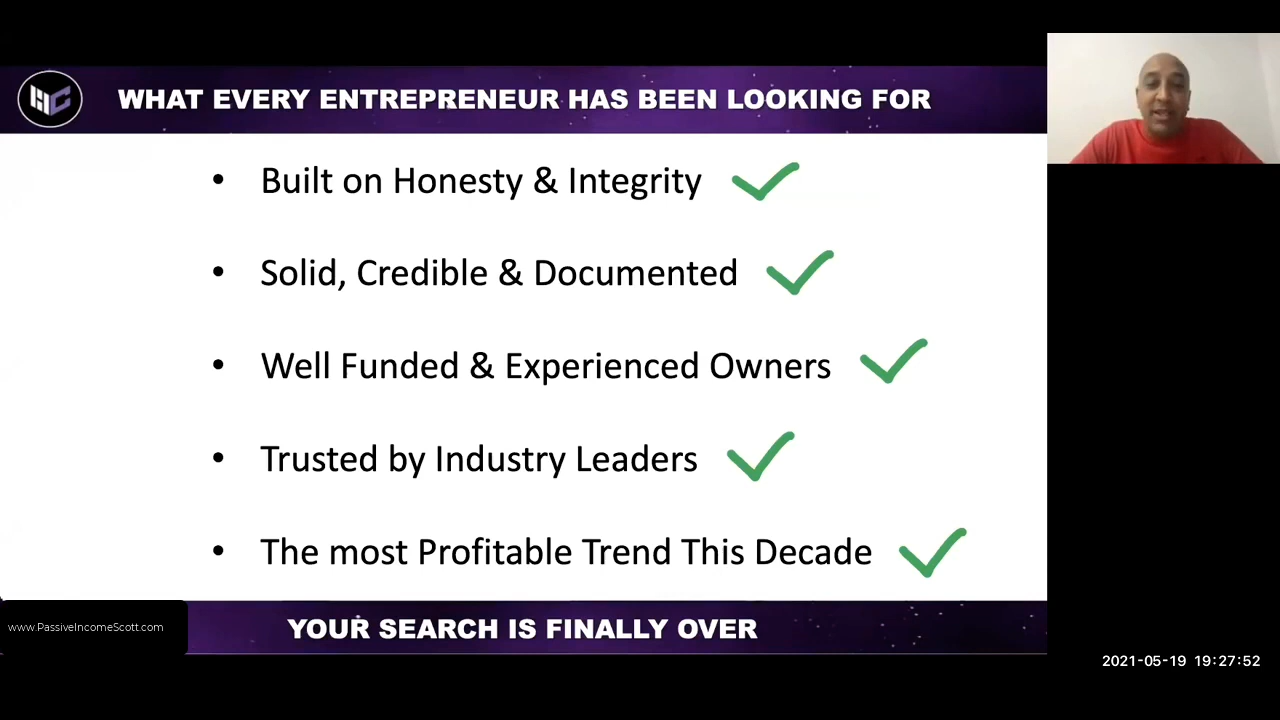 WHAT EVERY ENTREPRENEUR HAS BEEN LOOKING FOR
• Built on Honesty & Integrity
• Solid, Credible & Documented
• Well Funded & Experienced Owners
• Trusted by Industry Leaders
• The most Profitable Trend This Decade
www.PassiveIncomeScott.com
YOUR SEARCH IS FINALLY OVER
2021-05-19 19:27:52